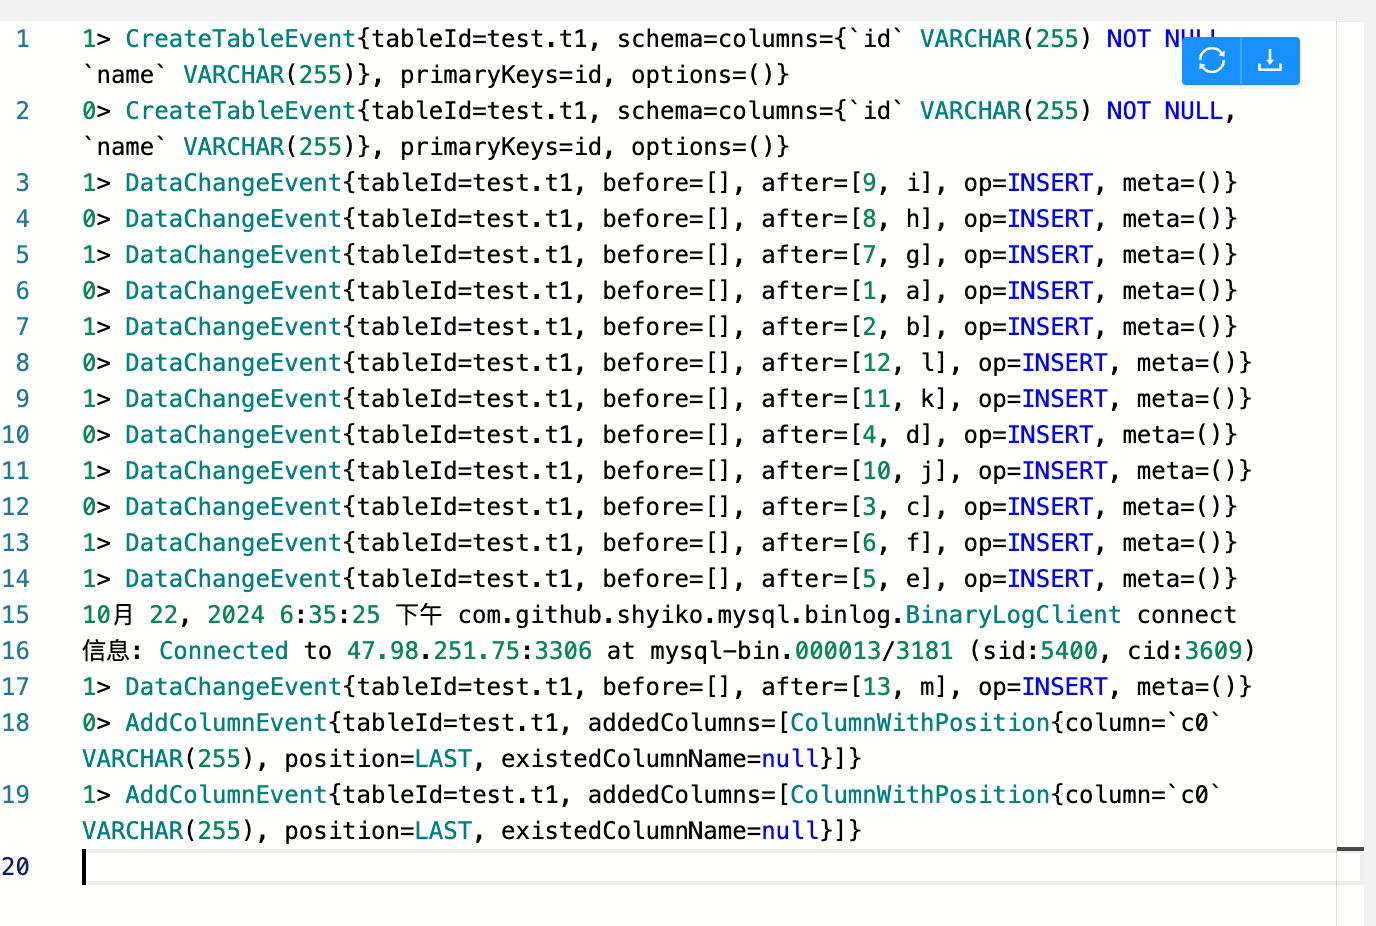 1 1> CreateTableEvent{tableId=test.t1, schema=columns={`id` VARCHAR(255) NOT NULL
`name` VARCHAR(255)}, primaryKeys=id, options=()}
2 0> CreateTableEvent{tableId=test.t1, schema=columns={`id` VARCHAR(255) NOT NULL,
`name` VARCHAR(255)}, primaryKeys=id, options=()}
3 1> DataChangeEvent{tableId=test.t1, before=[], after=[9, i], op=INSERT, meta=()}
4 0> DataChangeEvent{tableId=test.t1, before=[], after=[8, h], op=INSERT, meta=()}
5 1> DataChangeEvent{tableId=test.t1, before=[], after=[7, g], op=INSERT, meta=()}
6 0> DataChangeEvent{tableId=test.t1, before=[], after=[1, a], op=INSERT, meta=()}
7 1> DataChangeEvent{tableId=test.t1, before=[], after=[2, b], op=INSERT, meta=()}
8 0> DataChangeEvent{tableId=test.t1, before=[], after=[12, l], op=INSERT, meta=()}
9 1> DataChangeEvent{tableId=test.t1, before=[], after=[11, k], op=INSERT, meta=()}
10 0> DataChangeEvent{tableId=test.t1, before=[], after=[4, d], op=INSERT, meta=()}
11 1> DataChangeEvent{tableId=test.t1, before=[], after=[10, j], op=INSERT, meta=()}
12 0> DataChangeEvent{tableId=test.t1, before=[], after=[3, c], op=INSERT, meta=()}
13 1> DataChangeEvent{tableId=test.t1, before=[], after=[6, f], op=INSERT, meta=()}
14 1> DataChangeEvent{tableId=test.t1, before=[], after=[5, e], op=INSERT, meta=()}
15 10月 22, 2024 6:35:25 下午 com.github.shyiko.mysql.binlog.BinaryLogClient connect
16 信息: Connected to 47.98.251.75:3306 at mysql-bin.000013/3181 (sid:5400, cid:3609)
17 1> DataChangeEvent{tableId=test.t1, before=[], after=[13, m], op=INSERT, meta=()}
18 0> AddColumnEvent{tableId=test.t1, addedColumns=[ColumnWithPosition{column=`c0`
VARCHAR(255), position=LAST, existedColumnName=null}]}
19 1> AddColumnEvent{tableId=test.t1, addedColumns=[ColumnWithPosition{column=`c0`
VARCHAR(255), position=LAST, existedColumnName=null}]}
20